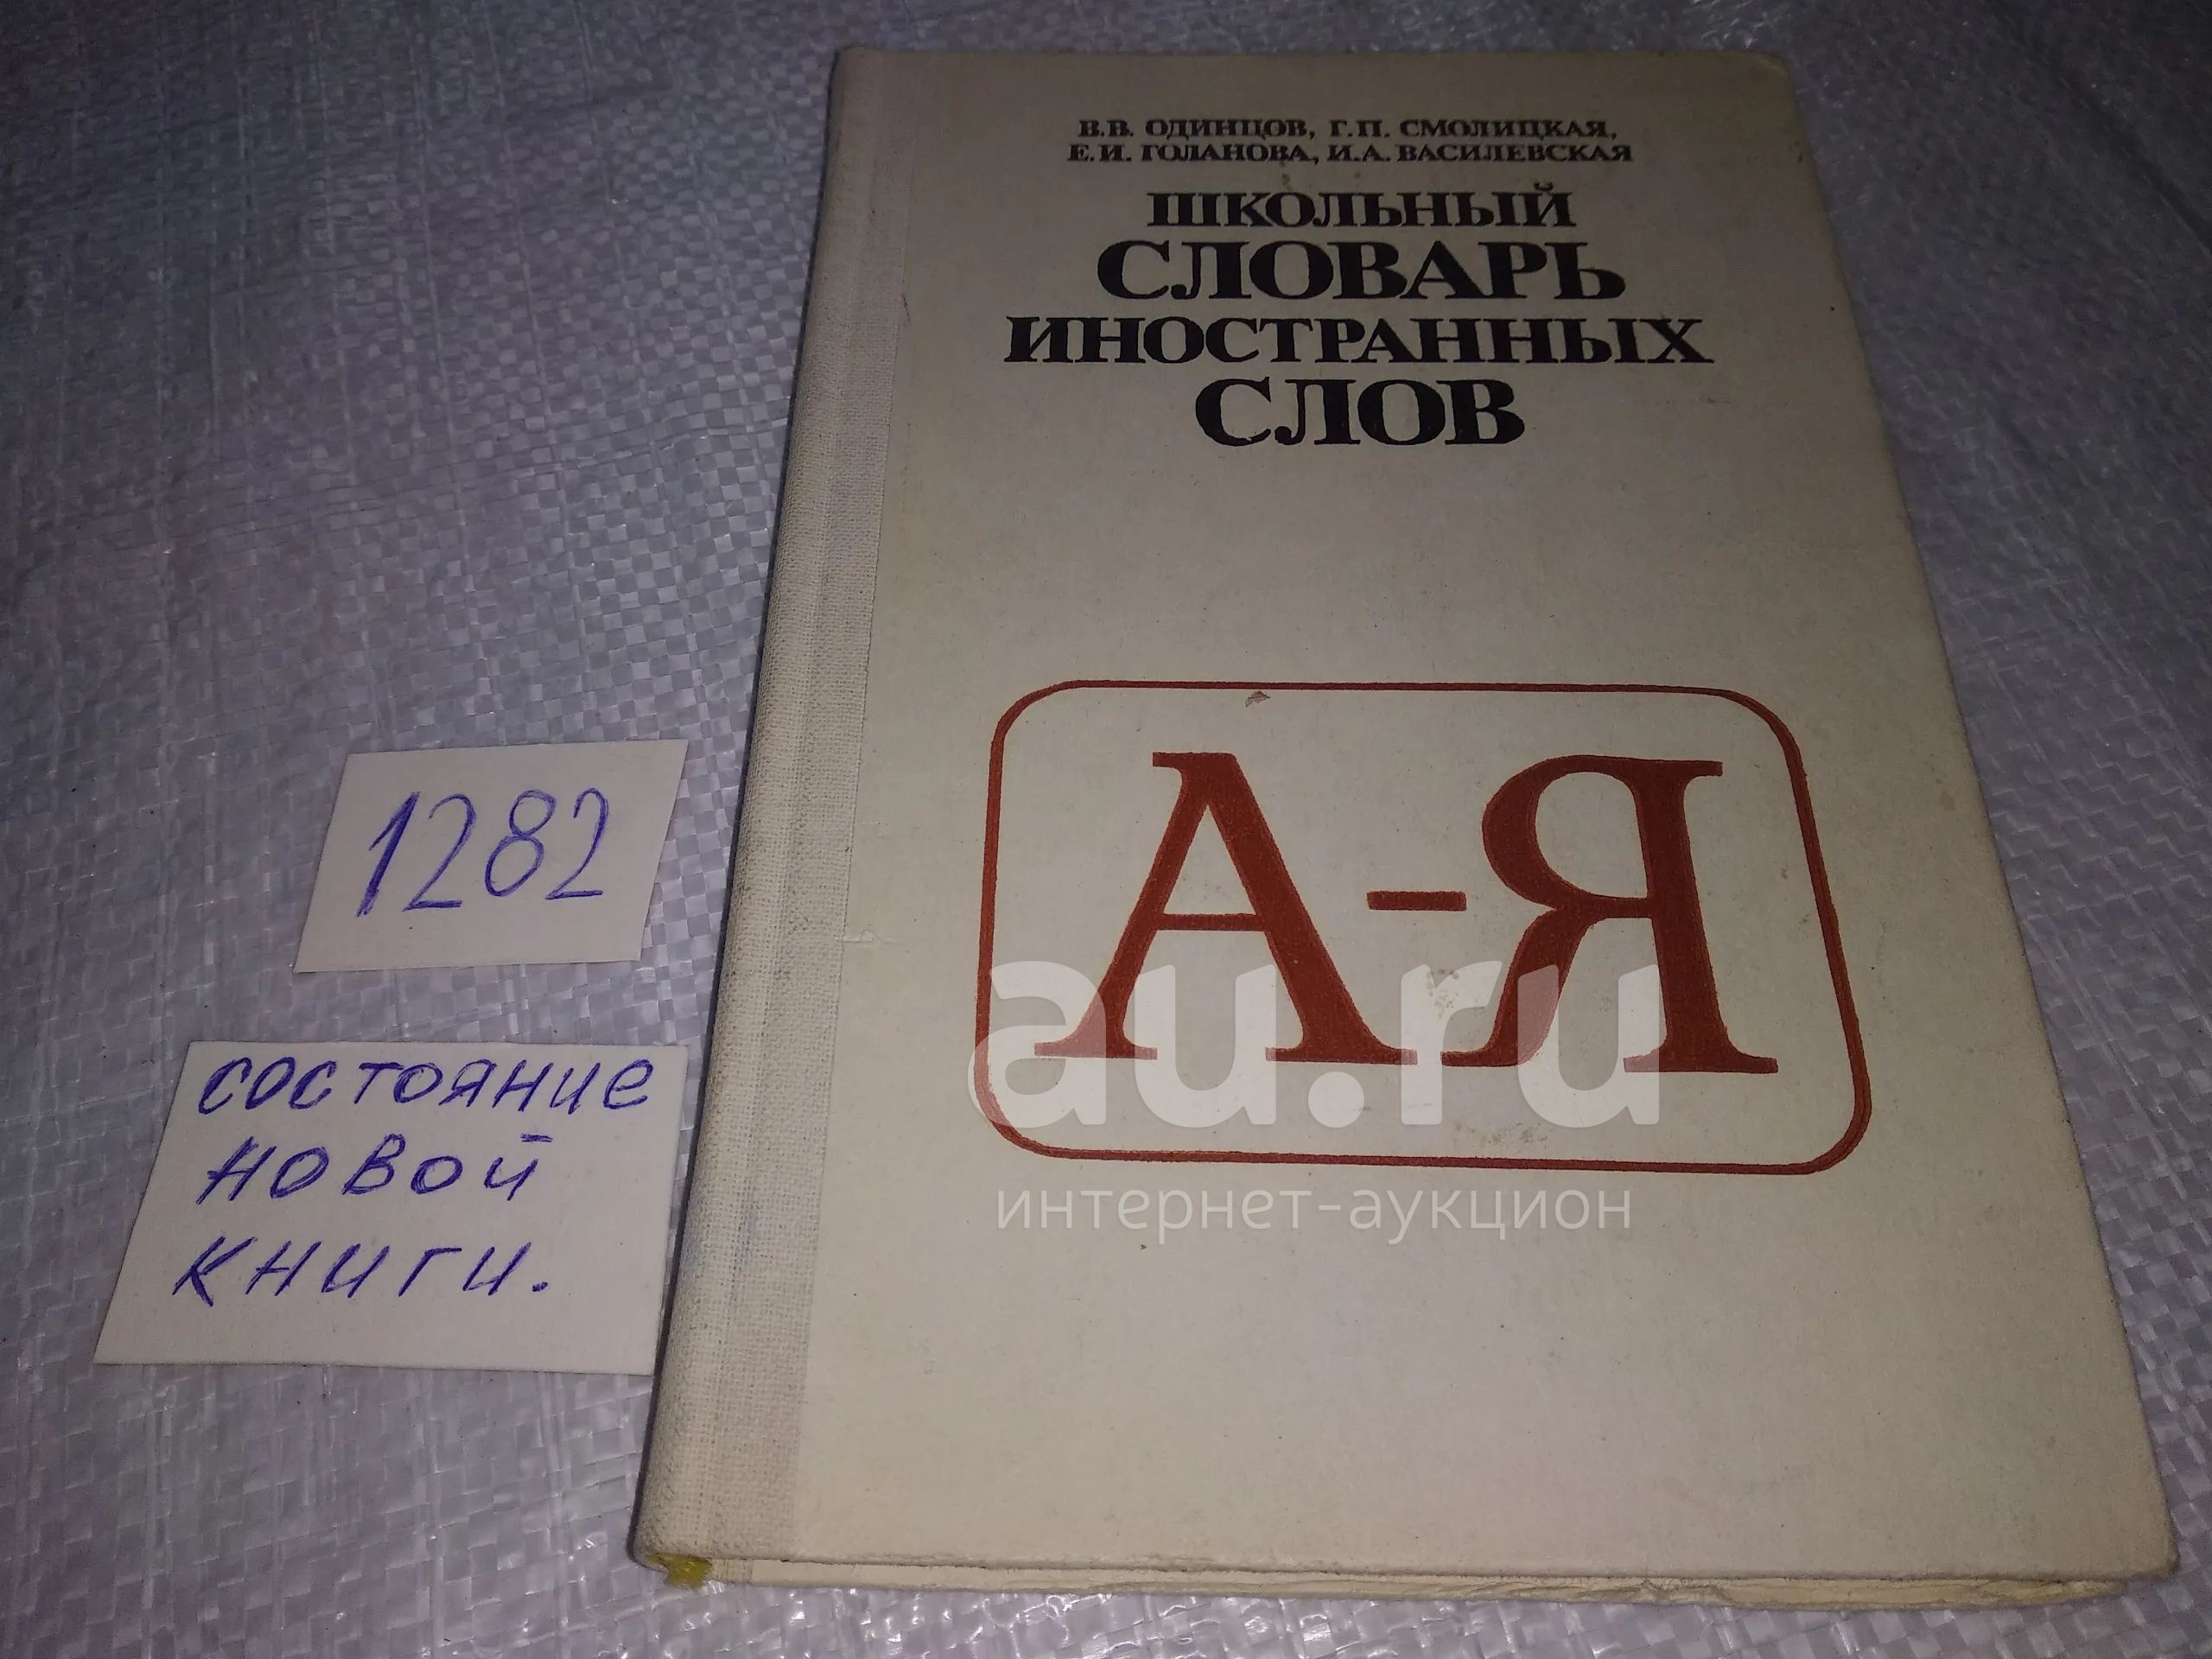 В.В. ОДИНЦОВ, Г.П. СМОЛИЦКАЯ,
Е.И. ГОЛАНОВА, И.А. ВАСИЛЕВСКАЯ
ШКОЛЬНЫЙ
СЛОВАРЬ
ИНОСТРАННЫХ
СЛОВ
А-Я
1282
состояние
новой
книги.
au.ru
интернет-аукцион